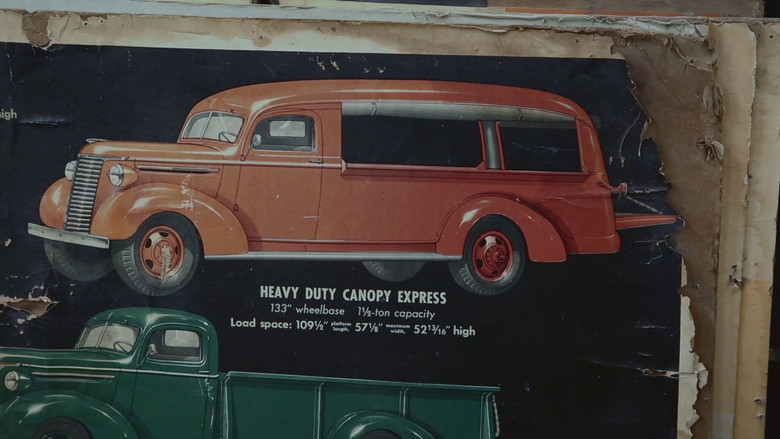 igh
HEAVY DUTY CANOPY EXPRESS
133" wheelbase 1½-ton capacity
Load space: 109½" platform length, 57⅛" maximum width, 52 13/16" high